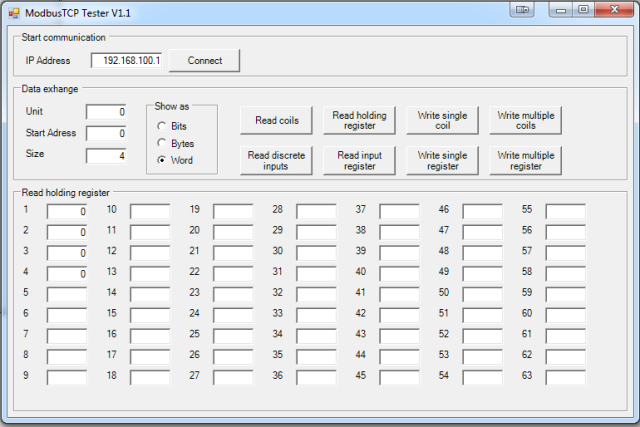 ModbusTCP Tester V1.1
Start communication
IP Address 192.168.100.1 Connect
Data exhange
Unit 0
Start Adress 0
Size 4
Show as
Bits
Bytes
Word
Read coils
Read holding register
Write single coil
Write multiple coils
Read discrete inputs
Read input register
Write single register
Write multiple register
Read holding register
1 0 10 19 28 37 46 55
2 0 11 20 29 38 47 56
3 0 12 21 30 39 48 57
4 0 13 22 31 40 49 58
5 14 23 32 41 50 59
6 15 24 33 42 51 60
7 16 25 34 43 52 61
8 17 26 35 44 53 62
9 18 27 36 45 54 63